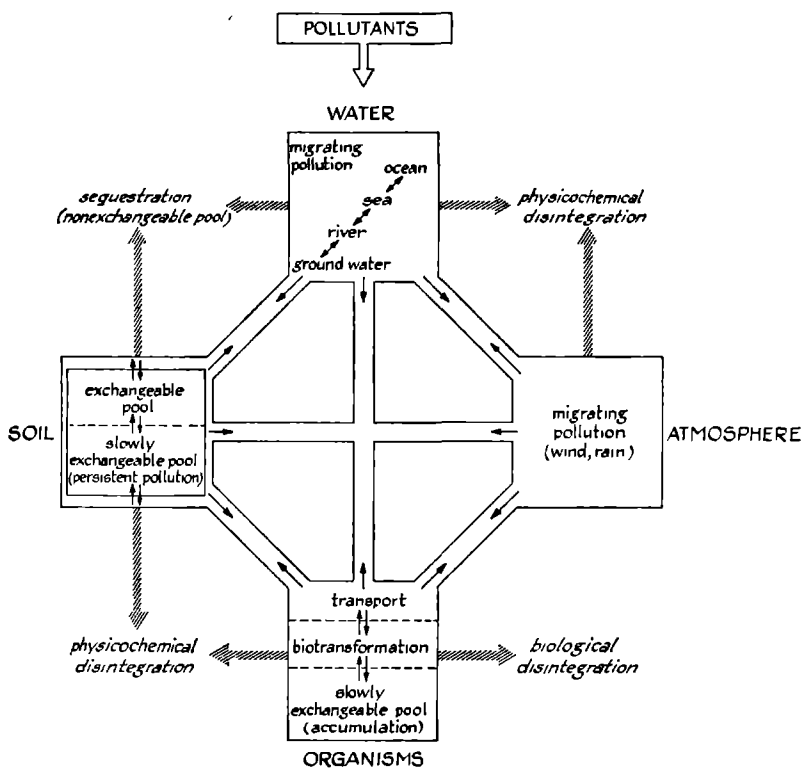 POLLUTANTS
WATER
migrating
pollution
ocean
sea
river
ground water
sequestration
(nonexchangeable pool)
physicochemical
disintegration
SOIL
exchangeable
pool
slowly
exchangeable pool
(persistent pollution)
migrating
pollution
(wind, rain)
ATMOSPHERE
transport
biotransformation
slowly
exchangeable pool
(accumulation)
physicochemical
disintegration
biological
disintegration
ORGANISMS